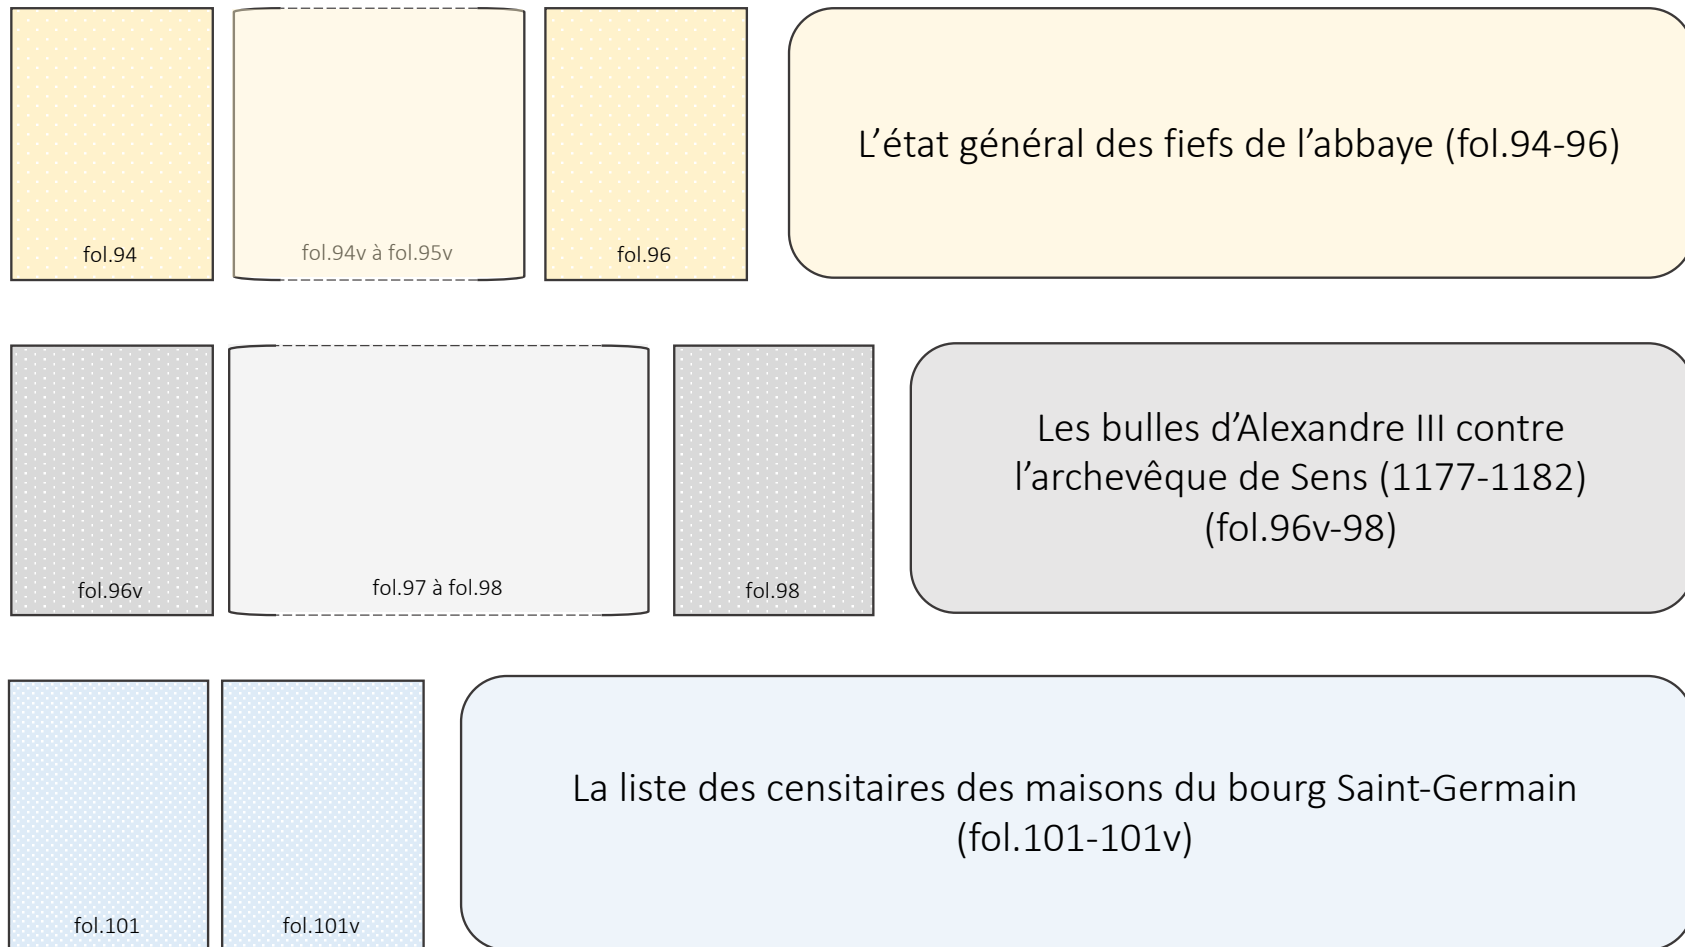 fol.94
fol.94v à fol.95v
fol.96
L’état général des fiefs de l’abbaye (fol.94-96)
fol.96v
fol.97 à fol.98
fol.98
Les bulles d’Alexandre III contre
l’archevêque de Sens (1177-1182)
(fol.96v-98)
fol.101
fol.101v
La liste des censitaires des maisons du bourg Saint-Germain
(fol.101-101v)